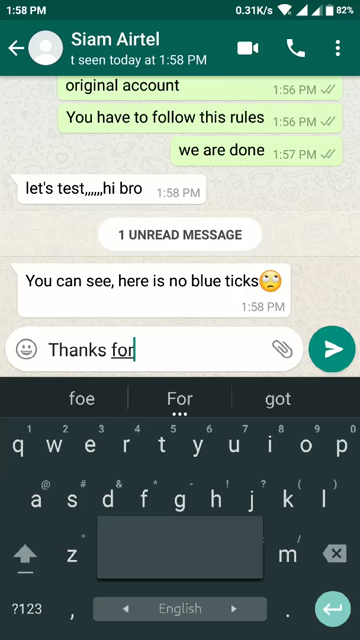 1:58 PM 0.31K/s 82%
Siam Airtel
t seen today at 1:58 PM
original account
1:56 PM
You have to follow this rules 1:56 PM
we are done 1:57 PM
let's test,,,,,,hi bro 1:58 PM
1 UNREAD MESSAGE
You can see, here is no blue ticks🙄
1:58 PM
Thanks for
foe For got
1 2 3 4 5 6 7 8 9 0
q w e r t y u i o p
@ # & * - + ( )
a s d f g h j k l
z m
?123 , English .